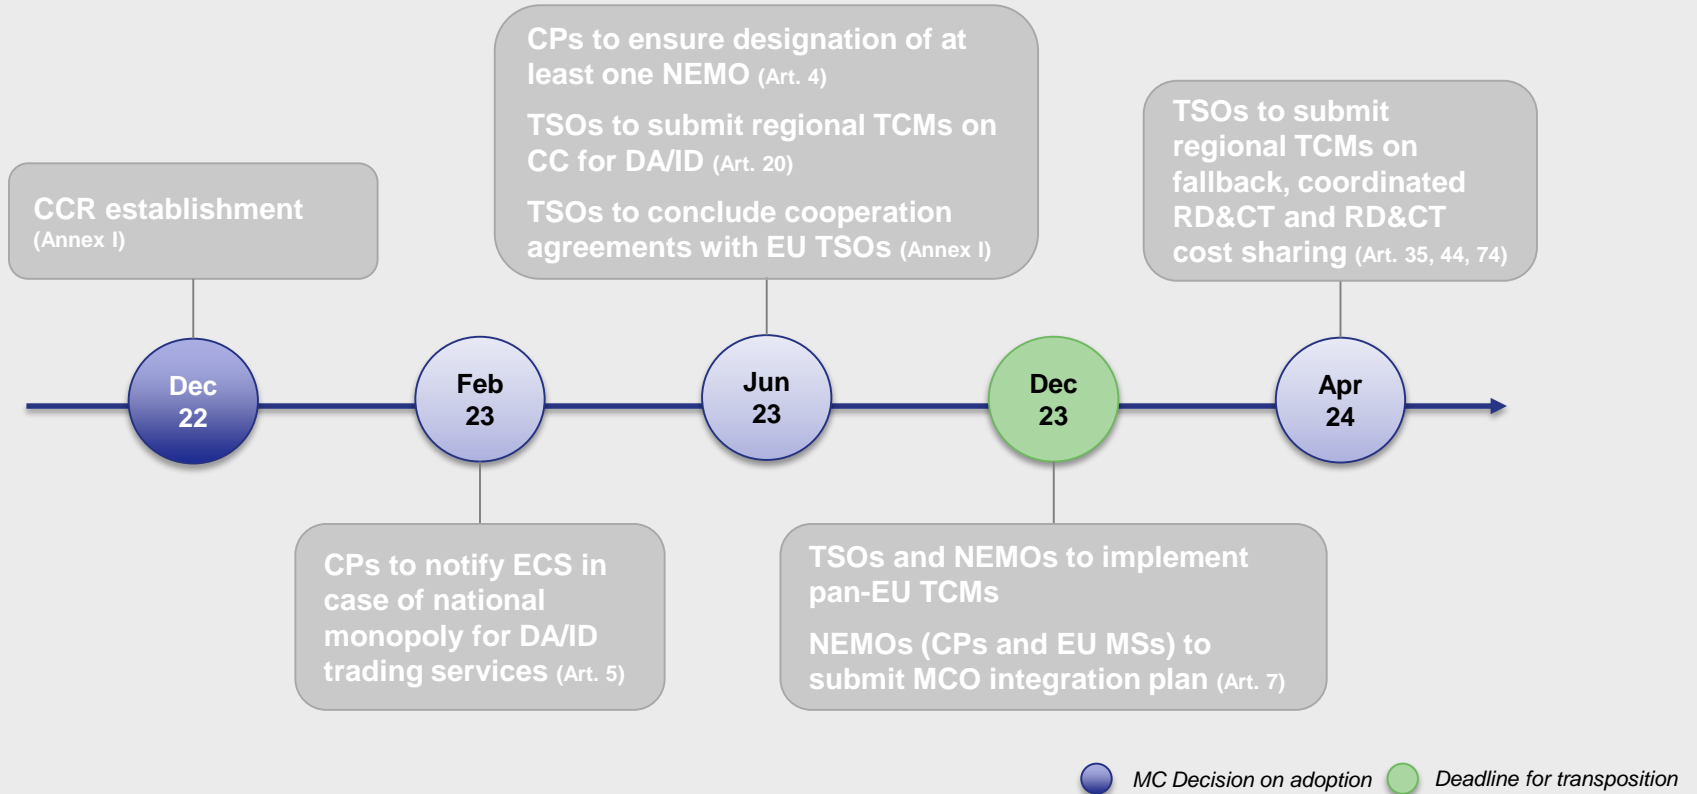 CCR establishment
(Annex I)
CPs to ensure designation of at
least one NEMO (Art. 4)
TSOs to submit regional TCMs on
CC for DA/ID (Art. 20)
TSOs to conclude cooperation
agreements with EU TSOs (Annex I)
TSOs to submit
regional TCMs on
fallback, coordinated
RD&CT and RD&CT
cost sharing (Art. 35, 44, 74)
Dec
22
Feb
23
Jun
23
Dec
23
Apr
24
CPs to notify ECS in
case of national
monopoly for DA/ID
trading services (Art. 5)
TSOs and NEMOs to implement
pan-EU TCMs
NEMOs (CPs and EU MSs) to
submit MCO integration plan (Art. 7)
MC Decision on adoption
Deadline for transposition